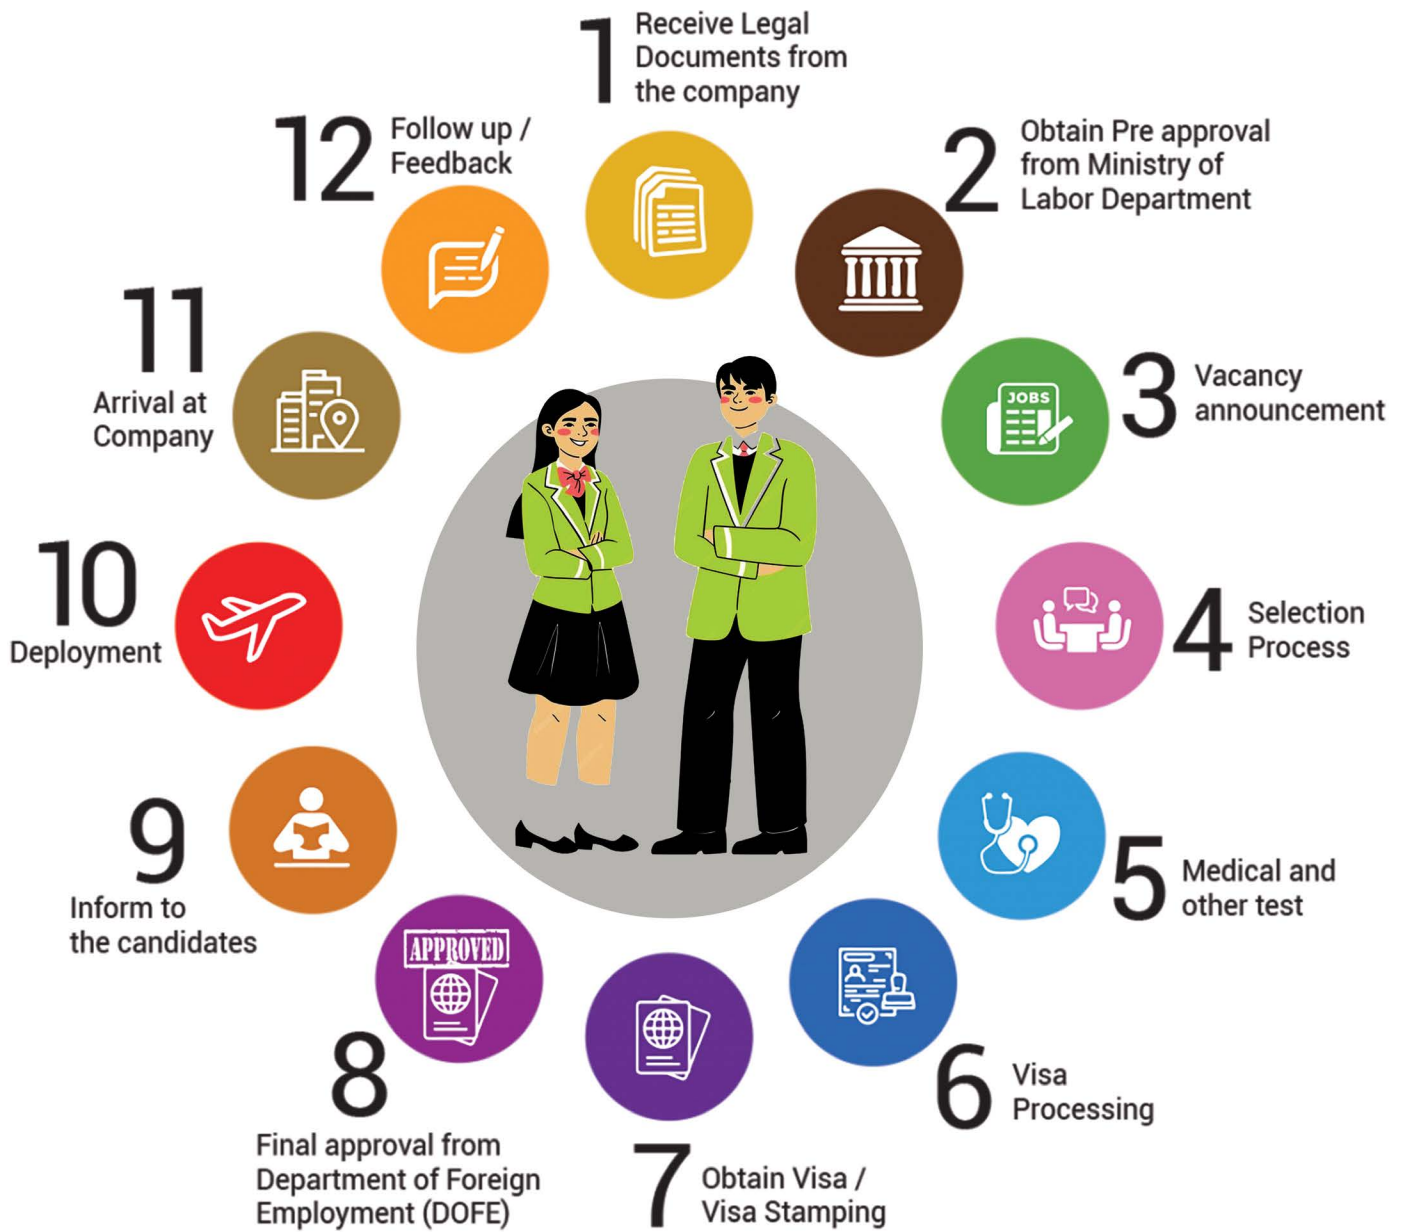 1
Receive Legal
Documents from
the company
2
Obtain Pre approval
from Ministry of
Labor Department
3
Vacancy
announcement
JOBS
4
Selection
Process
5
Medical and
other test
6
Visa
Processing
7
Obtain Visa /
Visa Stamping
8
Final approval from
Department of Foreign
Employment (DOFE)
APPROVED
9
Inform to
the candidates
10
Deployment
11
Arrival at
Company
12
Follow up /
Feedback